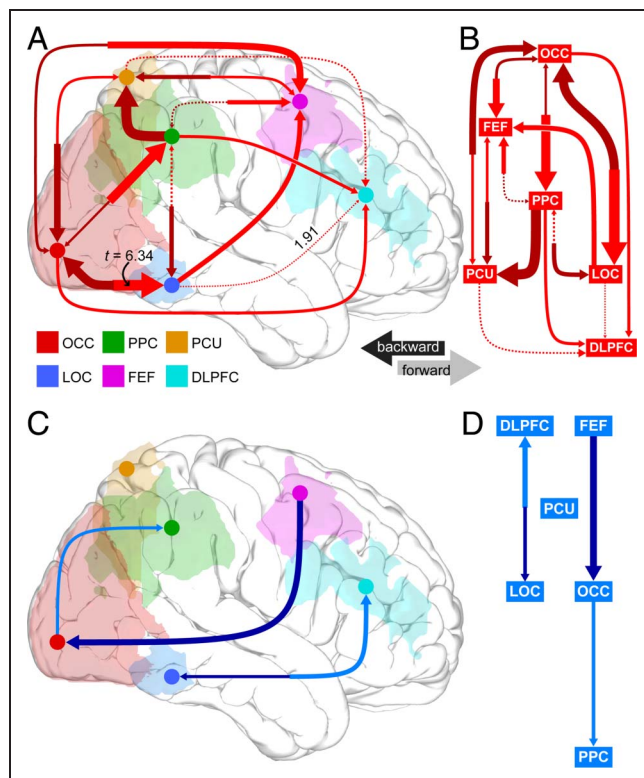 A
B
OCC
FEF
PPC
PCU
LOC
DLPFC
t = 6.34
1.91
OCC PPC PCU
LOC FEF DLPFC
backward
forward
C
D
DLPFC FEF
PCU
LOC OCC
PPC